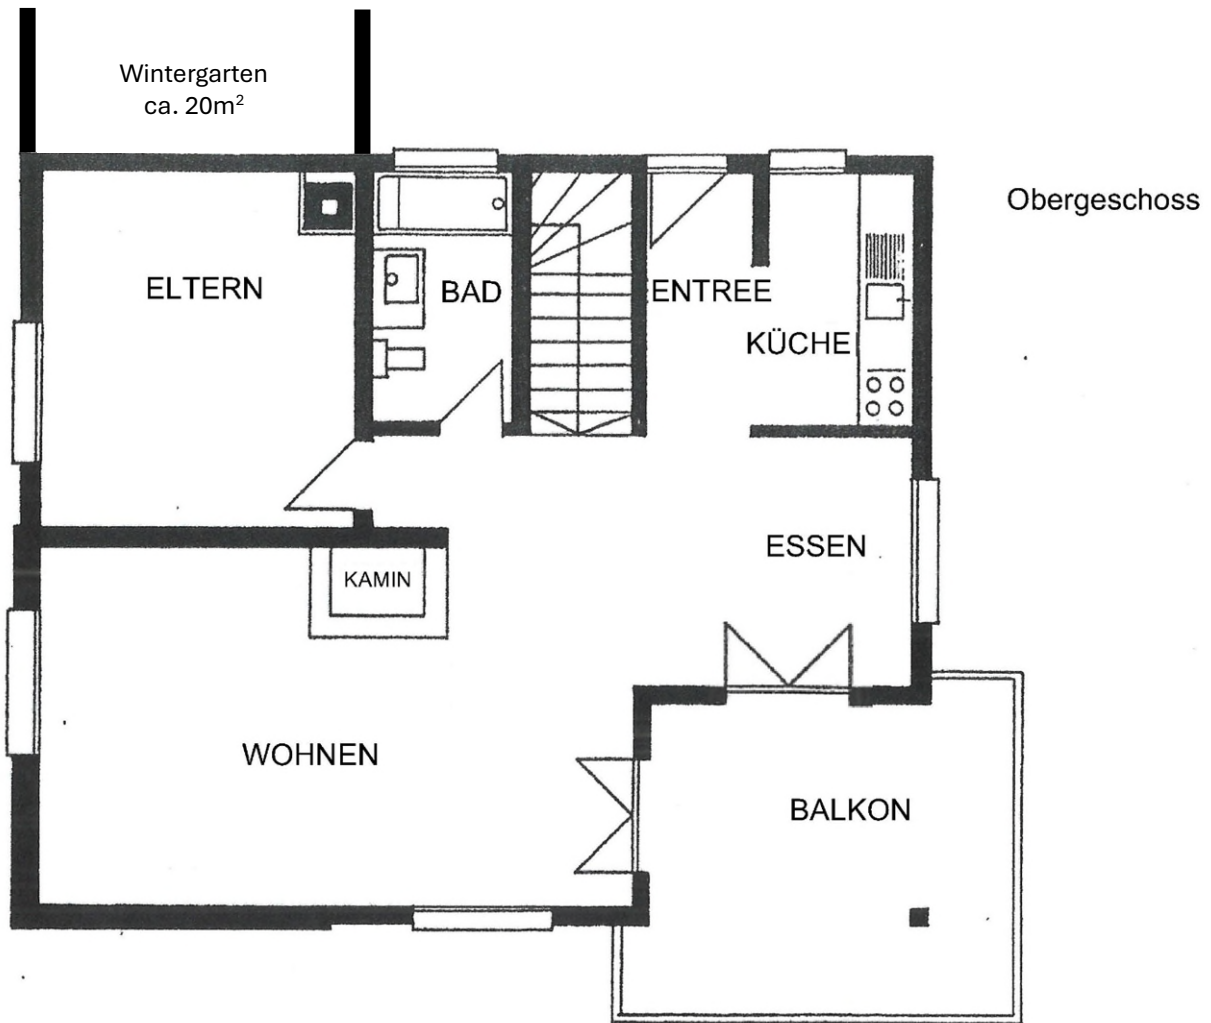 Wintergarten
ca. 20m²
Obergeschoss
ELTERN
BAD
ENTREE
KÜCHE
ESSEN
KAMIN
WOHNEN
BALKON